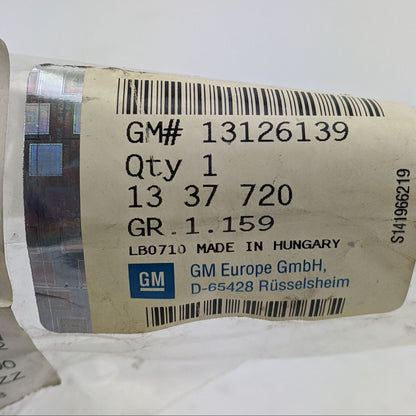 GM# 13126139
Qty 1
13 37 720
GR.1.159
LB0710 MADE IN HUNGARY
GM
GM Europe GmbH,
D-65428 Rüsselsheim
S141966219